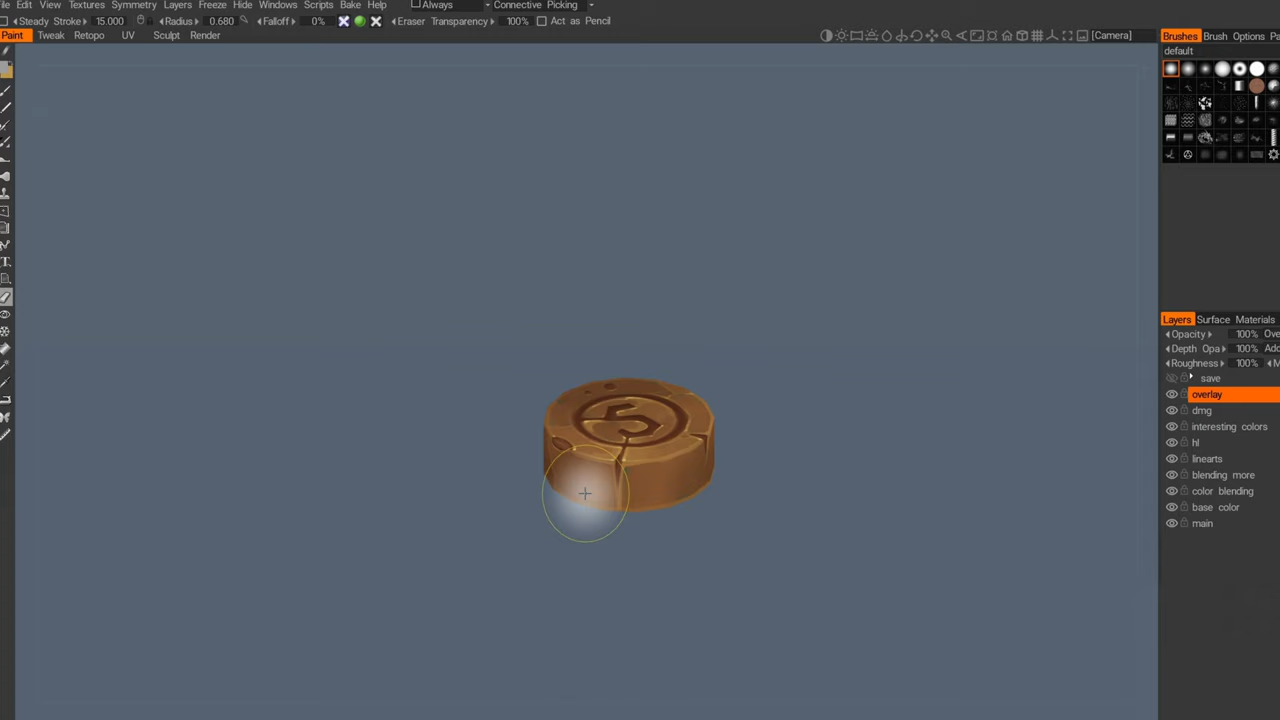 Edit View Textures Symmetry Layers Freeze Hide Windows Scripts Bake Help Always Connective Picking
Steady Stroke 15.000 Radius 0.680 Falloff 0% Eraser Transparency 100% Act as Pencil
Paint Tweak Retopo UV Sculpt Render [Camera]
Brushes Brush Options
default
Layers Surface Materials
Opacity 100%
Depth Opa 100%
Roughness 100%
save
overlay
dmg
interesting colors
hl
linearts
blending more
color blending
base color
main
5